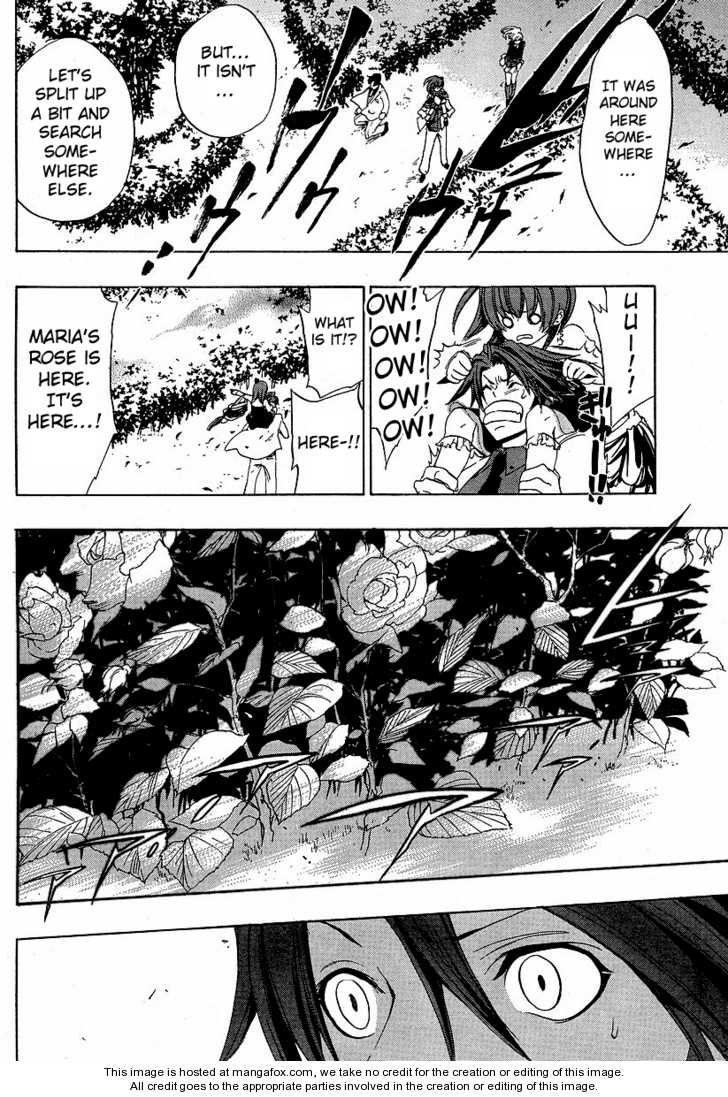 IT WAS
AROUND
HERE
SOME-
WHERE
...
BUT...
IT ISN'T
...
LET'S
SPLIT UP
A BIT AND
SEARCH
SOME-
WHERE
ELSE.
UU!!
OW!
OW!
OW!
OW!
OW!
WHAT
IS IT!?
HERE-!!
MARIA'S
ROSE IS
HERE.
IT'S
HERE...!
This image is hosted at mangafox.com, we take no credit for the creation or editing of this image.
All credit goes to the appropriate parties involved in the creation or editing of this image.